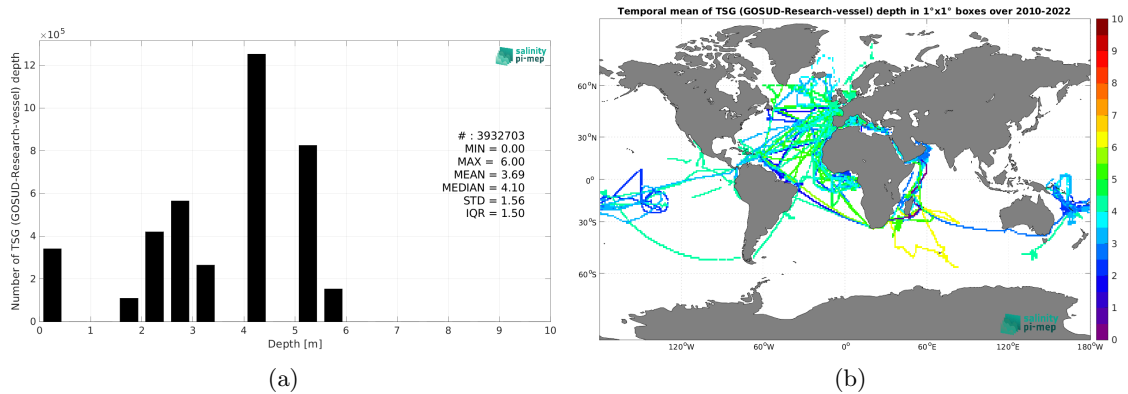 ×10⁵
Number of TSG (GOSUD-Research-vessel) depth
12
10
8
6
4
2
0
0 1 2 3 4 5 6 7 8 9 10
Depth [m]
salinity
pi-mep
# : 3932703
MIN = 0.00
MAX = 6.00
MEAN = 3.69
MEDIAN = 4.10
STD = 1.56
IQR = 1.50
(a)
Temporal mean of TSG (GOSUD-Research-vessel) depth in 1°x1° boxes over 2010-2022
60°N
30°N
0°
30°S
60°S
120°W 60°W 0° 60°E 120°E 180°W
salinity
pi-mep
10
9
8
7
6
5
4
3
2
1
0
(b)